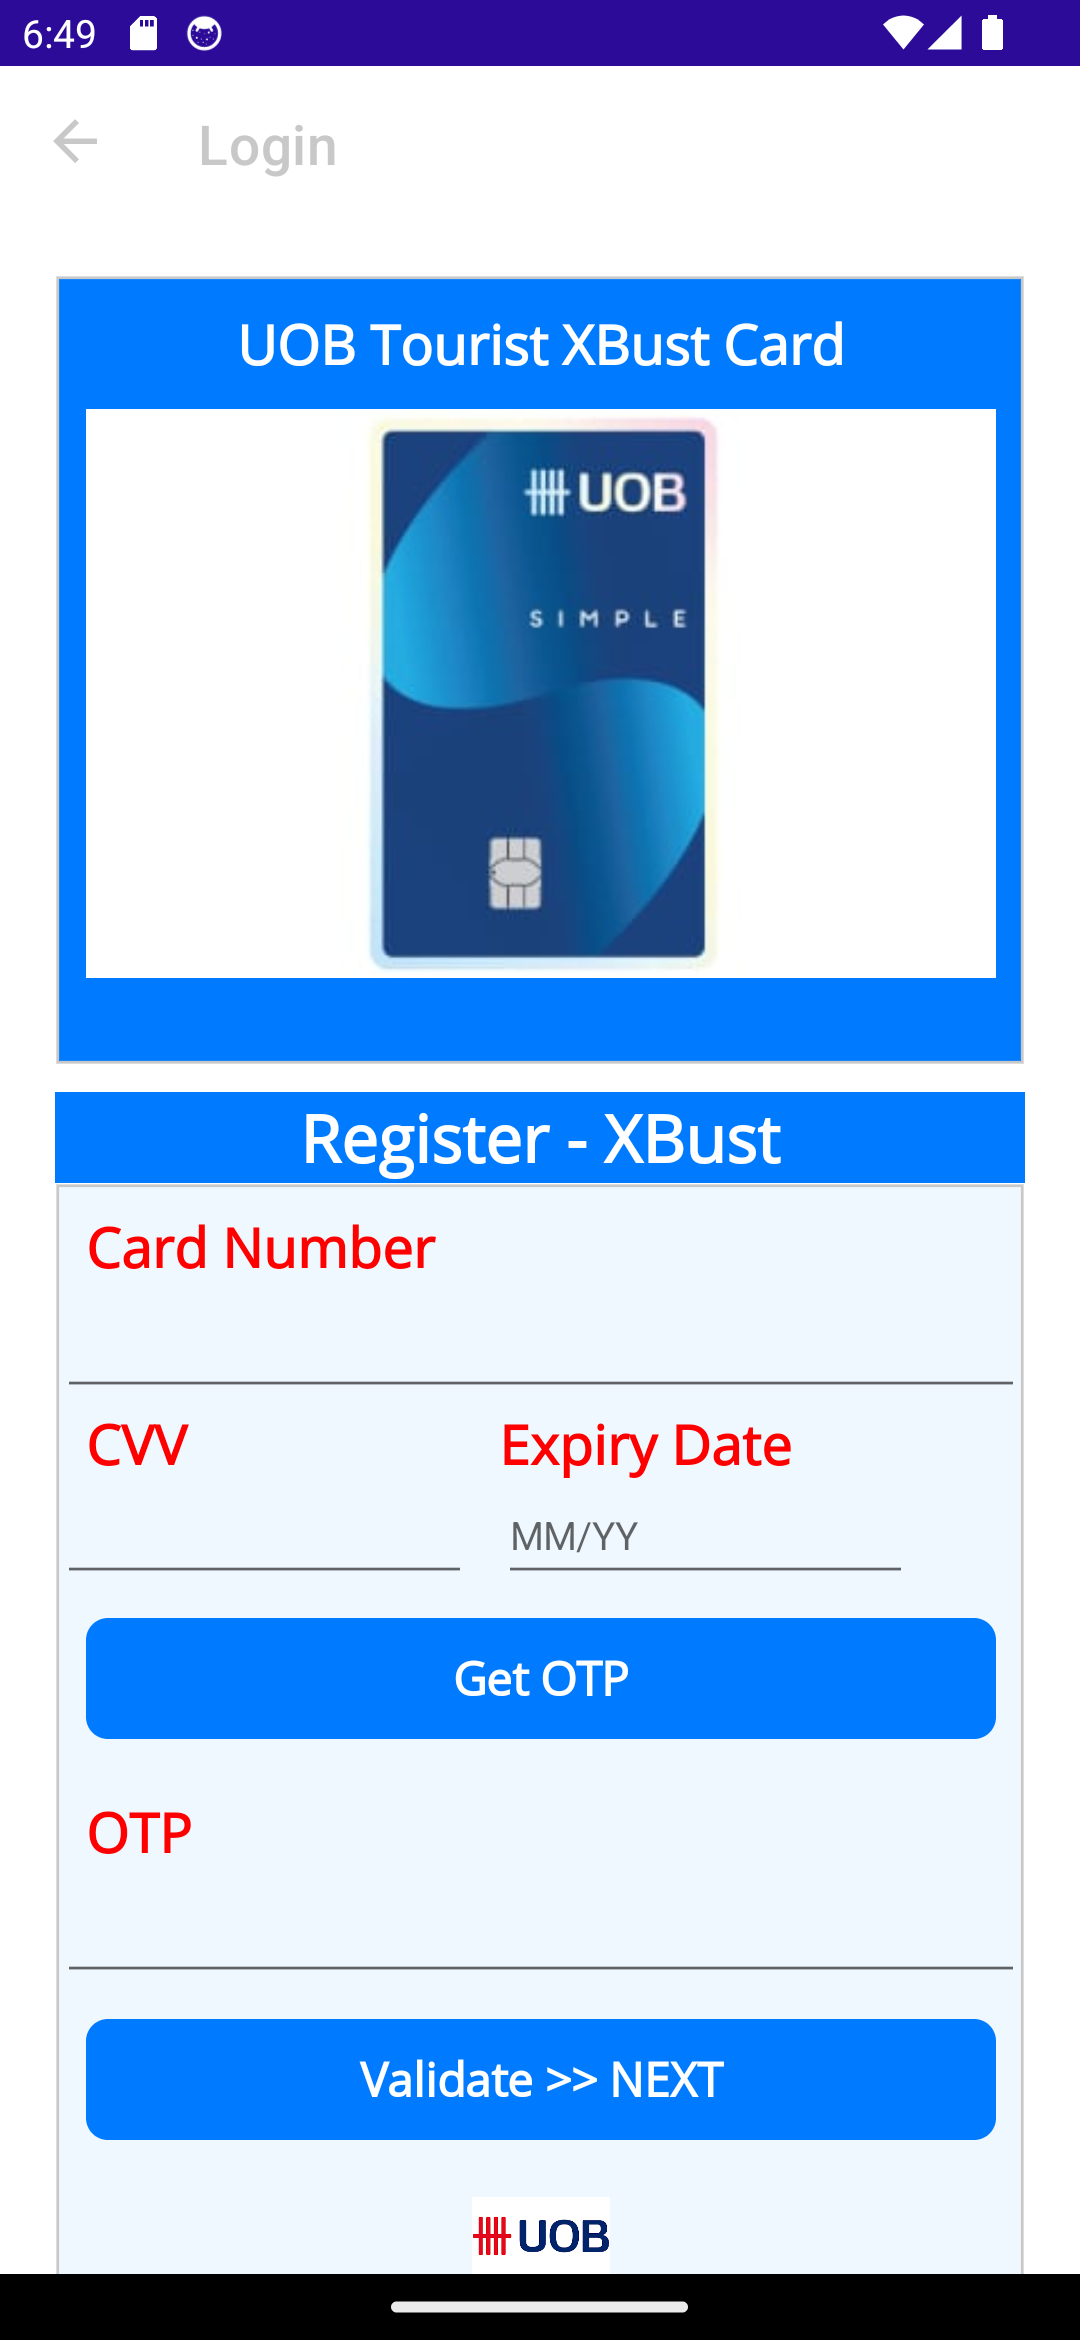 6:49
Login
UOB Tourist XBust Card
UOB
SIMPLE
Register - XBust
Card Number
CVV Expiry Date
MM/YY
Get OTP
OTP
Validate >> NEXT
UOB